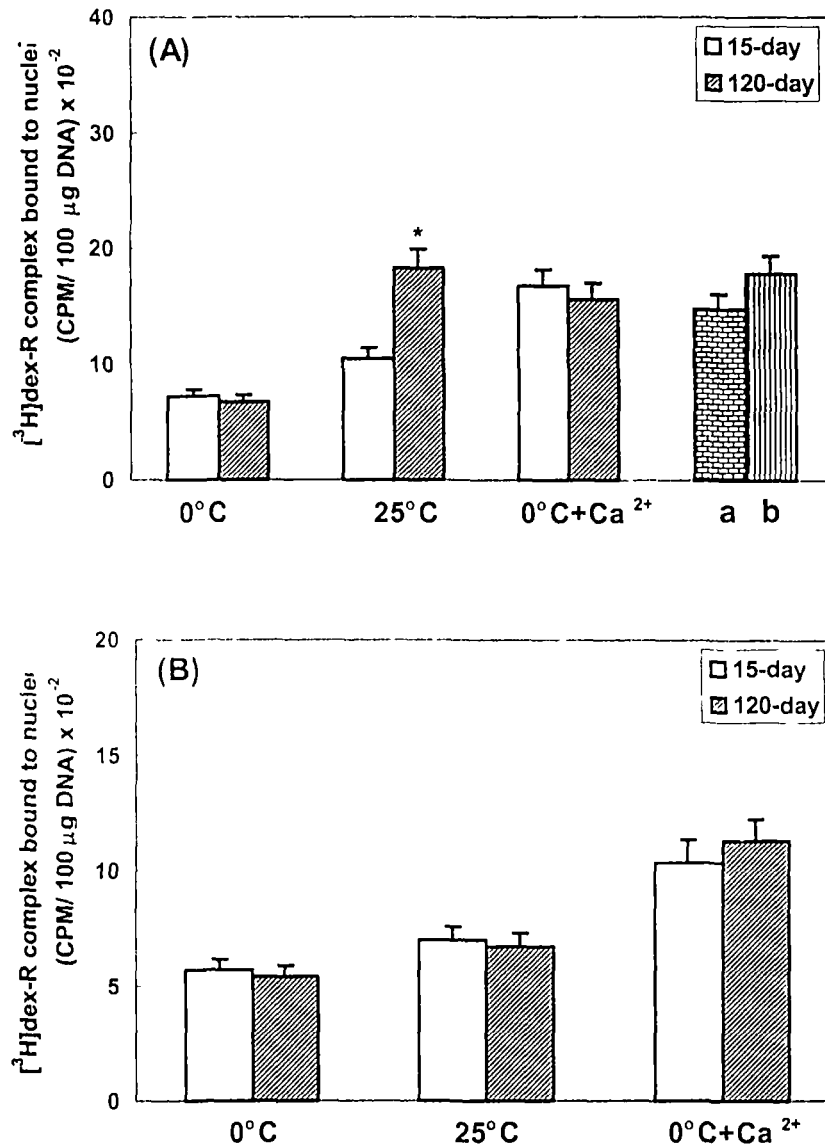 (A)
15-day
120-day
[³H]dex-R complex bound to nuclei
(CPM/ 100 µg DNA) x 10⁻²
40
30
20
10
0
*
0°C
25°C
0°C+Ca ²⁺
a b
(B)
15-day
120-day
[³H]dex-R complex bound to nuclei
(CPM/ 100 µg DNA) x 10⁻²
20
15
10
5
0
0°C
25°C
0°C+Ca ²⁺